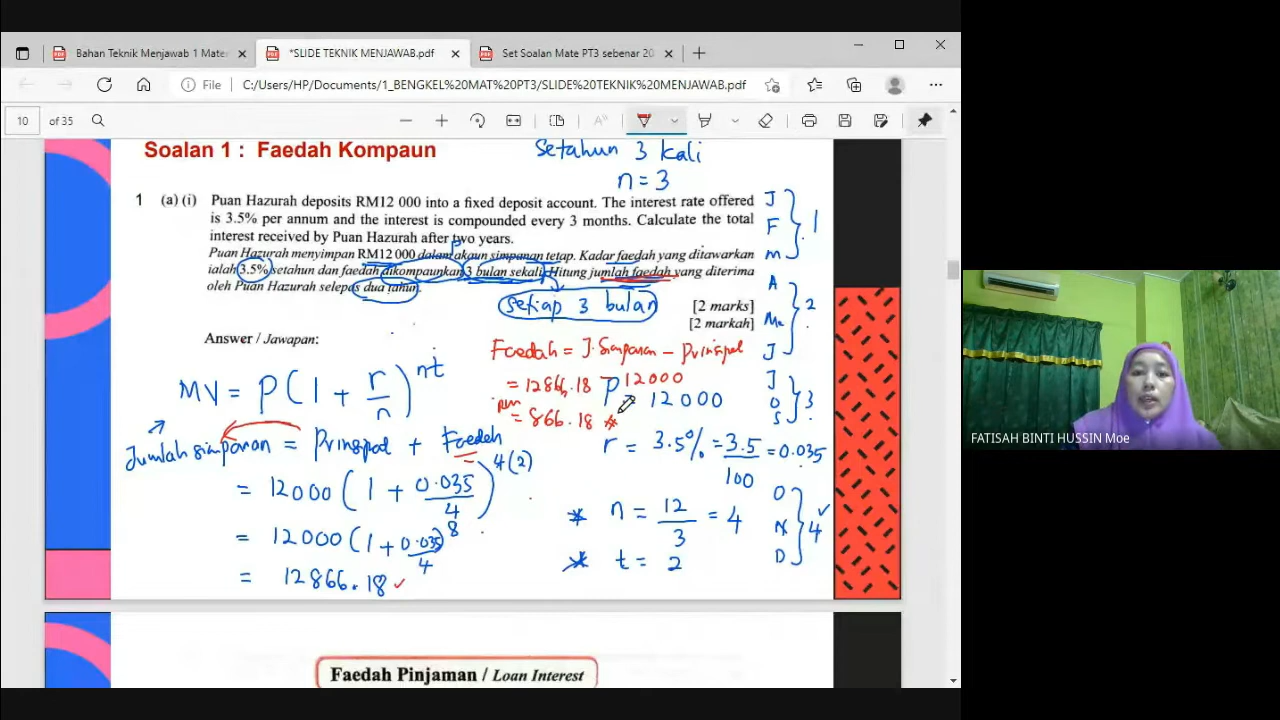 Bahan Teknik Menjawab 1 Mater
*SLIDE TEKNIK MENJAWAB.pdf
Set Soalan Mate PT3 sebenar 20
File
C:/Users/HP/Documents/1_BENGKEL%20MAT%20PT3/SLIDE%20TEKNIK%20MENJAWAB.pdf
10 of 35
Soalan 1 : Faedah Kompaun
Setahun 3 kali
n = 3
1 (a) (i) Puan Hazurah deposits RM12 000 into a fixed deposit account. The interest rate offered
is 3.5% per annum and the interest is compounded every 3 months. Calculate the total
interest received by Puan Hazurah after two years.
Puan Hazurah menyimpan RM12 000 dalam akaun simpanan tetap. Kadar faedah yang ditawarkan
ialah 3.5% setahun dan faedah dikompaunkan 3 bulan sekali. Hitung jumlah faedah yang diterima
oleh Puan Hazurah selepas dua tahun.
P
setiap 3 bulan
[2 marks]
[2 markah]
J
F
M
1
A
Me
J
2
J
O
S
3
O
N
D
4 ✓
Answer / Jawapan:
MV = P(1 + r/n)^nt
Jumlah simpanan = Prinsipal + Faedah
= 12000 (1 + 0.035/4)^4(2)
= 12000 (1 + 0.035/4)^8
= 12866.18 ✓
Faedah = J. Simpanan – Prinsipal
= 12866.18 – 12000
RM
= 866.18 *
P 12000
r = 3.5% = 3.5/100 = 0.035
* n = 12/3 = 4
* t = 2
Faedah Pinjaman / Loan Interest
FATISAH BINTI HUSSIN Moe